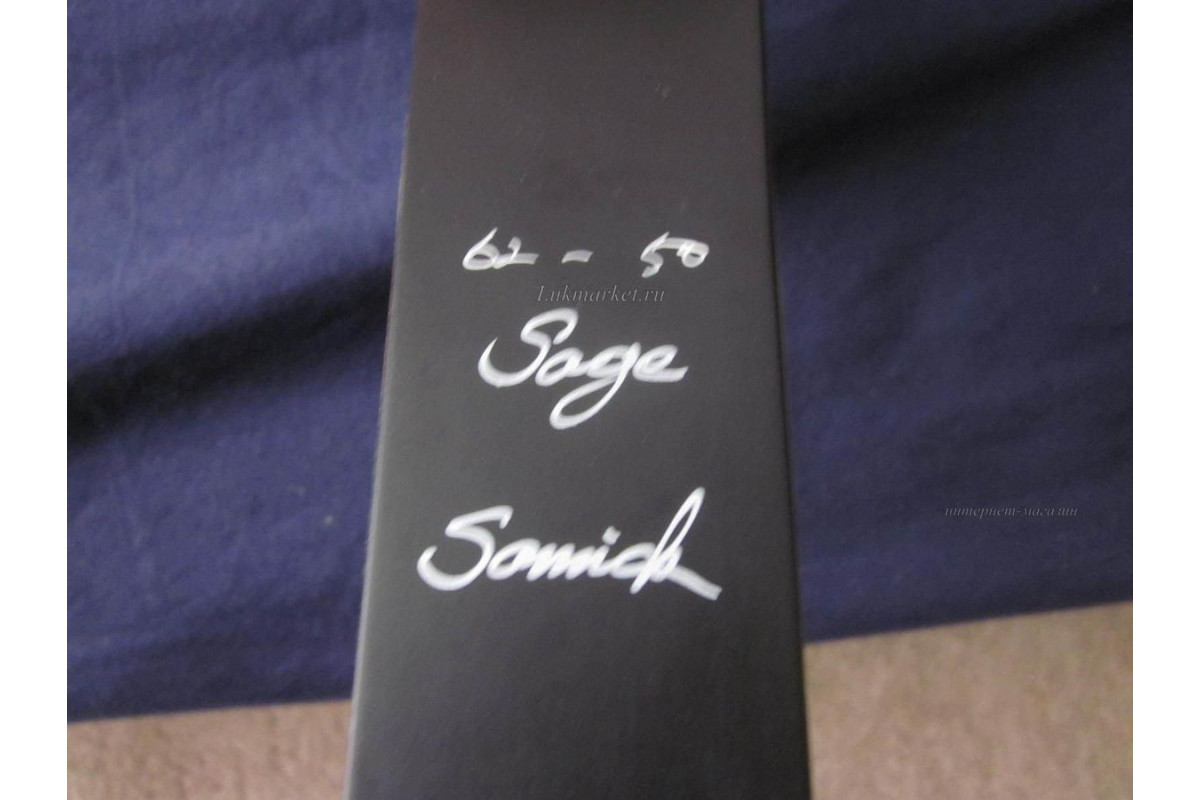 62 - 50
Lukmarket.ru
Sage
интернет-магазин
Samick